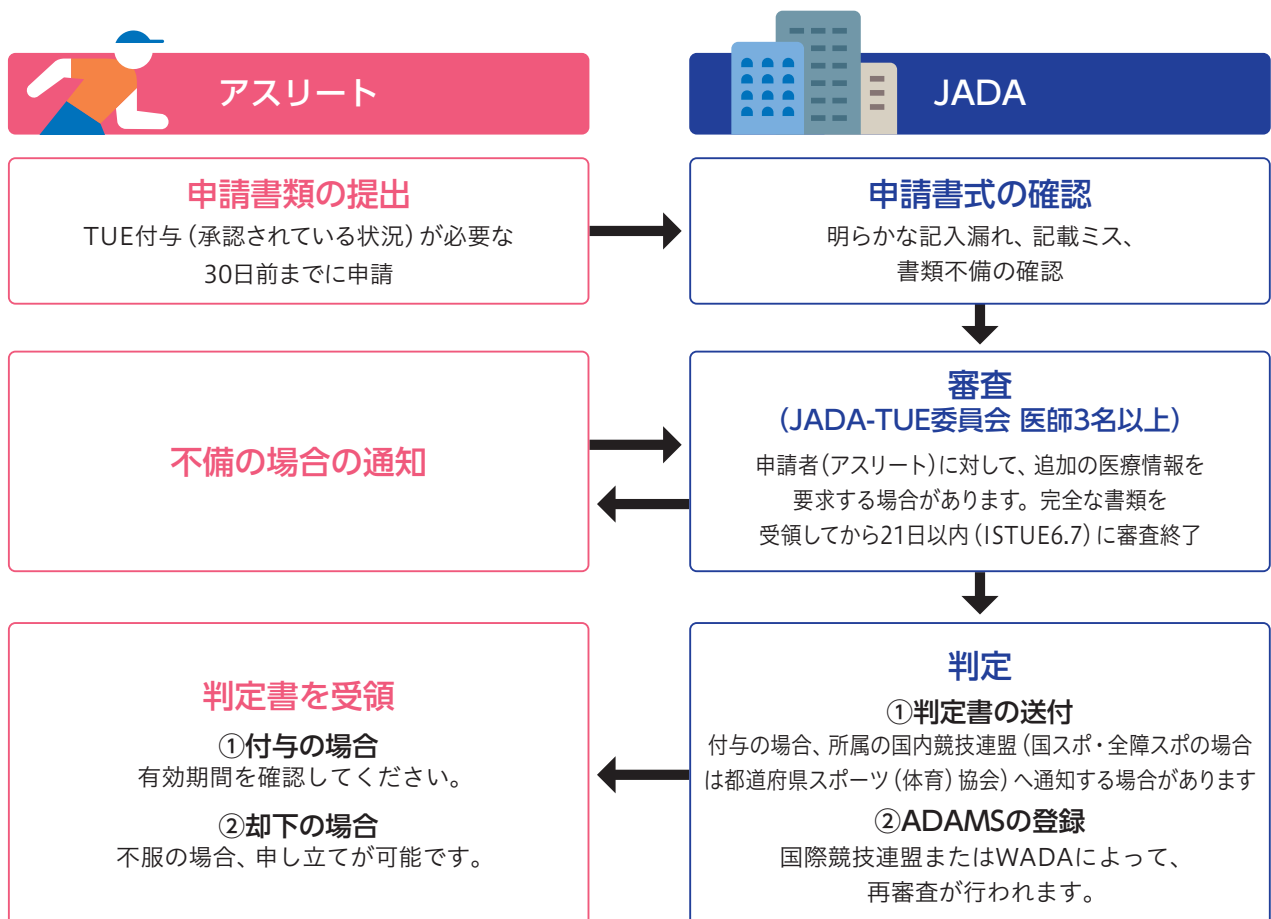 アスリート
JADA
申請書類の提出
TUE付与（承認されている状況）が必要な
30日前までに申請
申請書式の確認
明らかな記入漏れ、記載ミス、
書類不備の確認
不備の場合の通知
審査
（JADA-TUE委員会 医師3名以上）
申請者（アスリート）に対して、追加の医療情報を
要求する場合があります。完全な書類を
受領してから21日以内（ISTUE6.7）に審査終了
判定書を受領
①付与の場合
有効期間を確認してください。
②却下の場合
不服の場合、申し立てが可能です。
判定
①判定書の送付
付与の場合、所属の国内競技連盟（国スポ・全障スポの場合
は都道府県スポーツ（体育）協会）へ通知する場合があります
②ADAMSの登録
国際競技連盟またはWADAによって、
再審査が行われます。